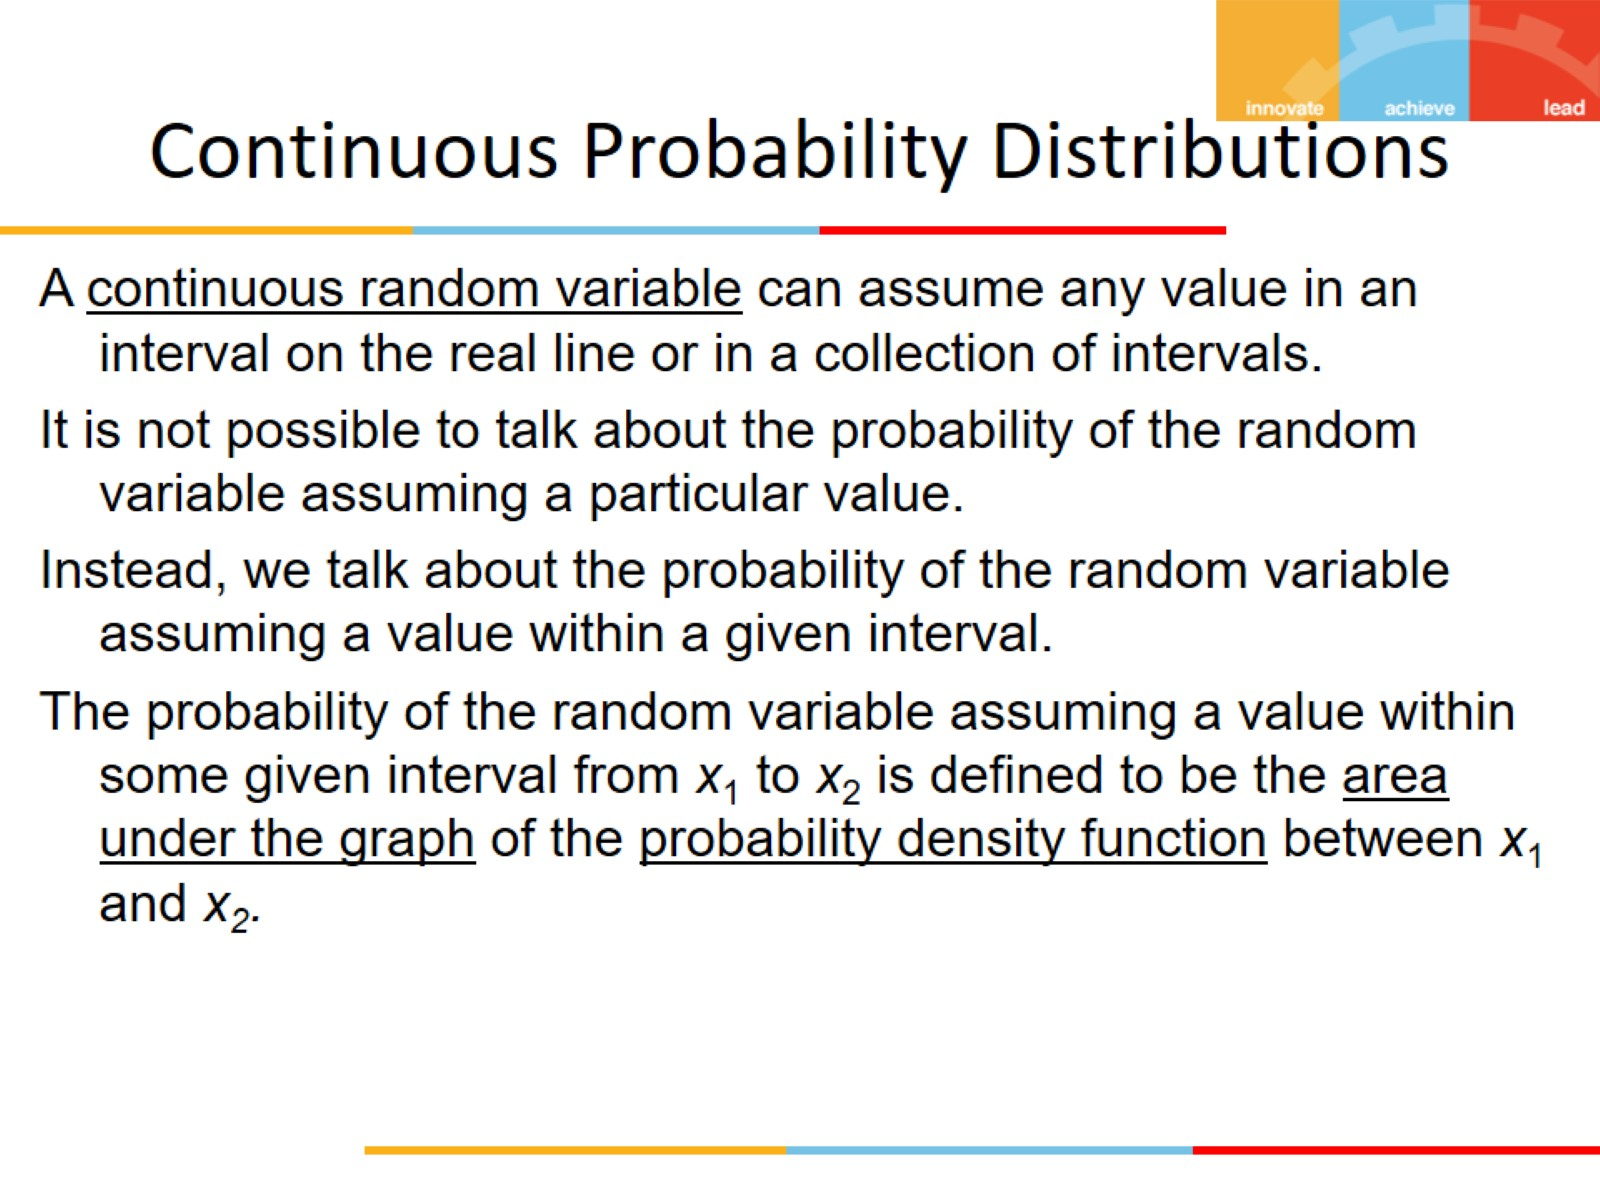 innovate achieve lead
Continuous Probability Distributions
A continuous random variable can assume any value in an
interval on the real line or in a collection of intervals.
It is not possible to talk about the probability of the random
variable assuming a particular value.
Instead, we talk about the probability of the random variable
assuming a value within a given interval.
The probability of the random variable assuming a value within
some given interval from x₁ to x₂ is defined to be the area
under the graph of the probability density function between x₁
and x₂.